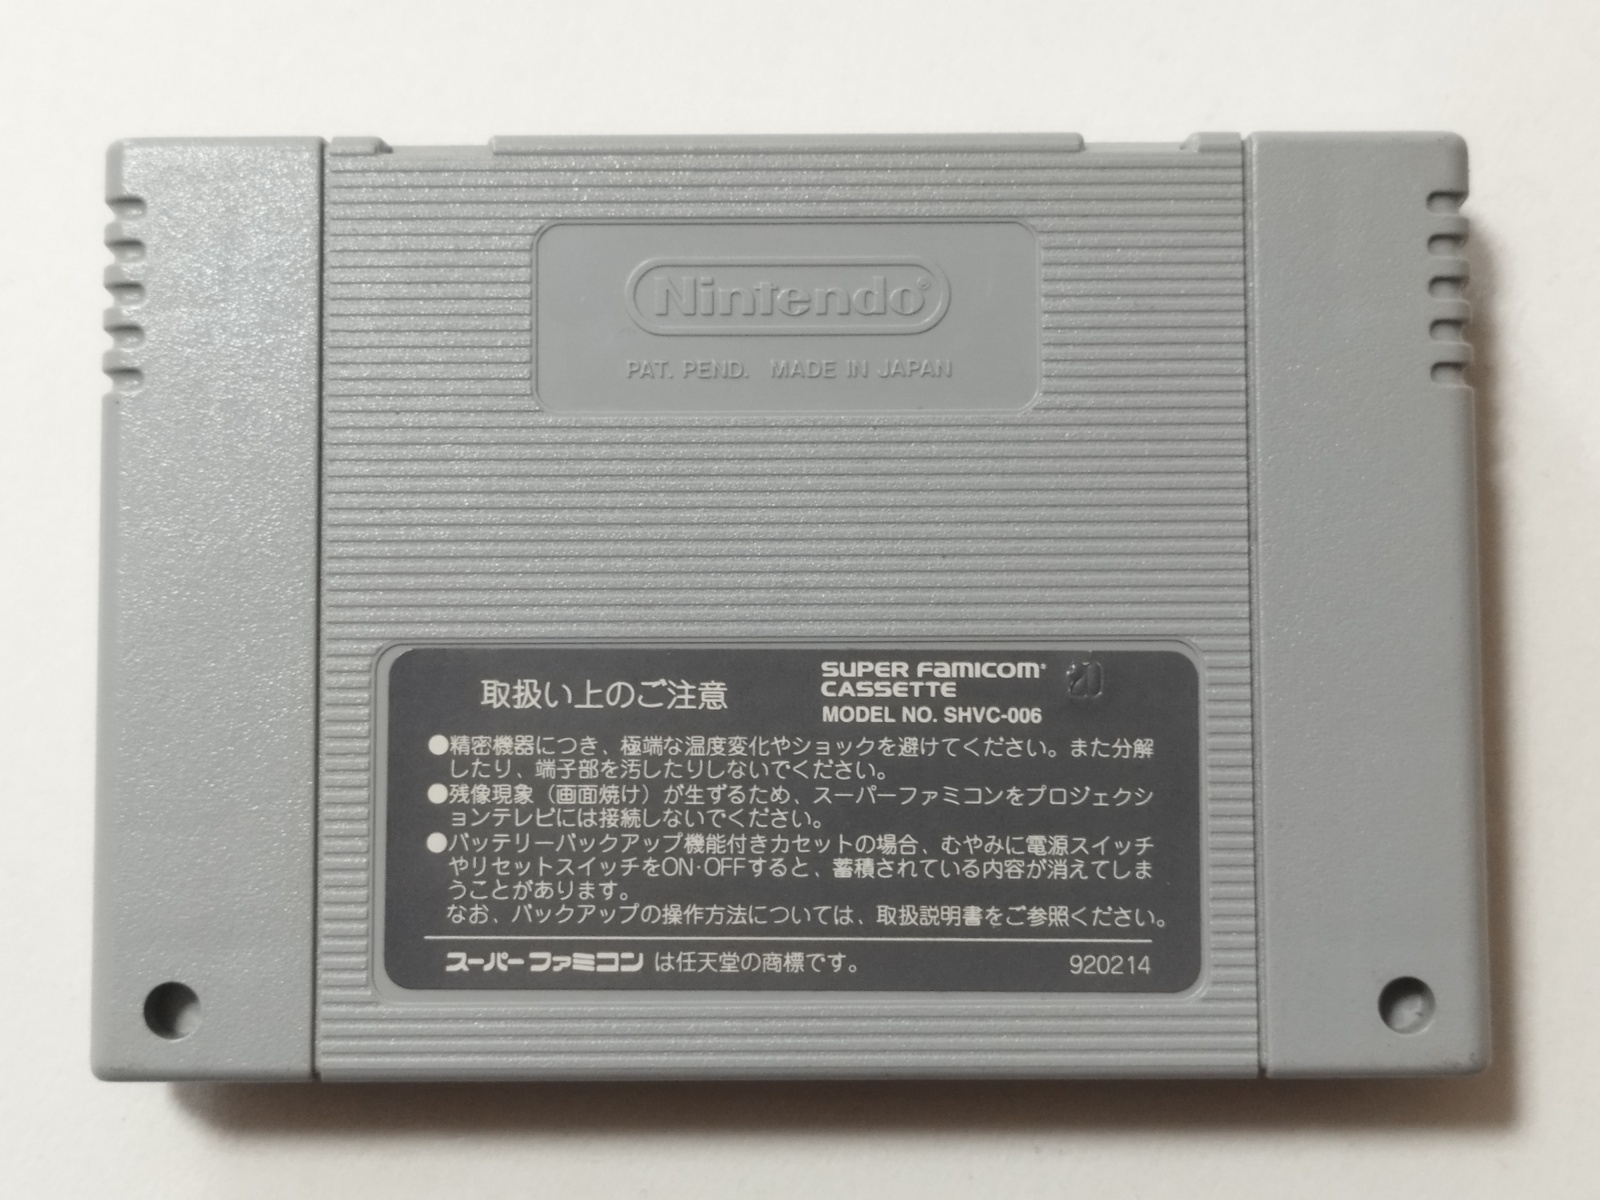 Nintendo®
PAT. PEND. MADE IN JAPAN
取扱い上のご注意
SUPER FAMICOM®
CASSETTE
MODEL NO. SHVC-006
●精密機器につき、極端な温度変化やショックを避けてください。また分解
したり、端子部を汚したりしないでください。
●残像現象（画面焼け）が生ずるため、スーパーファミコンをプロジェクシ
ョンテレビには接続しないでください。
●バッテリーバックアップ機能付きカセットの場合、むやみに電源スイッチ
やリセットスイッチをON·OFFすると、蓄積されている内容が消えてしま
うことがあります。
なお、バックアップの操作方法については、取扱説明書をご参照ください。
スーパーファミコン は任天堂の商標です。
920214